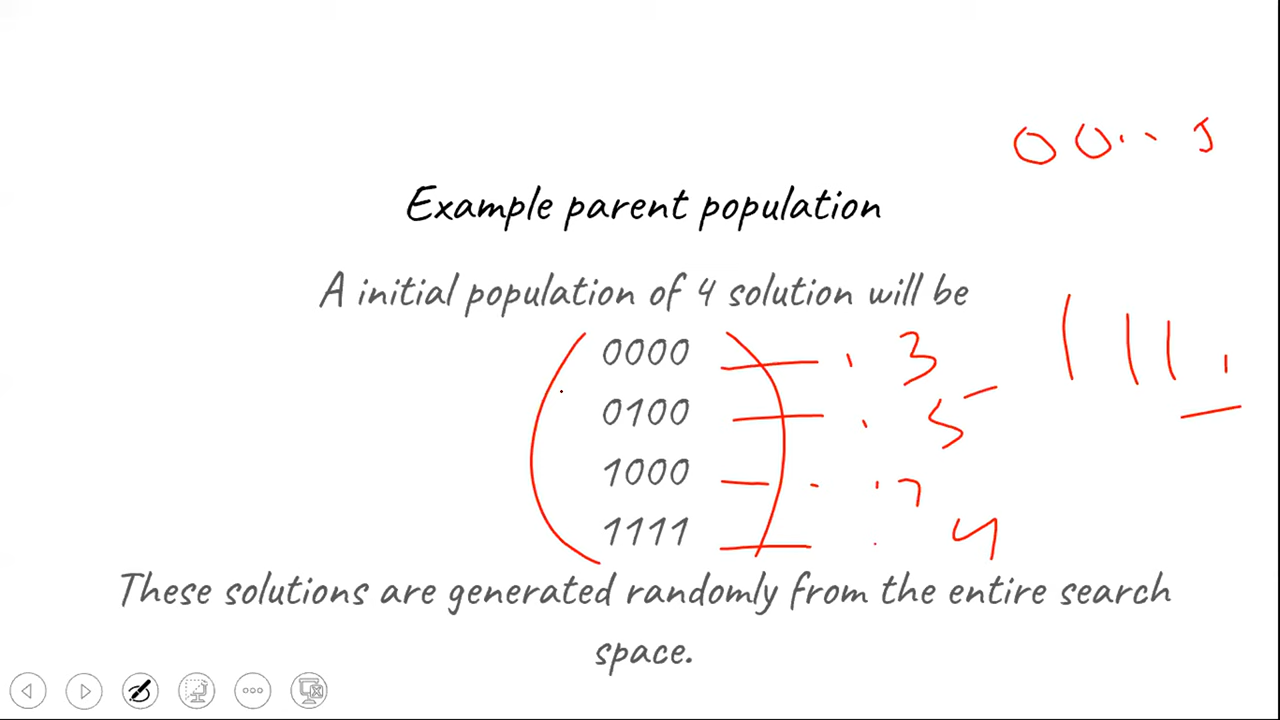 Example parent population
A initial population of 4 solution will be
0000 3
0100 5
1000
1111 4
These solutions are generated randomly from the entire search
space.